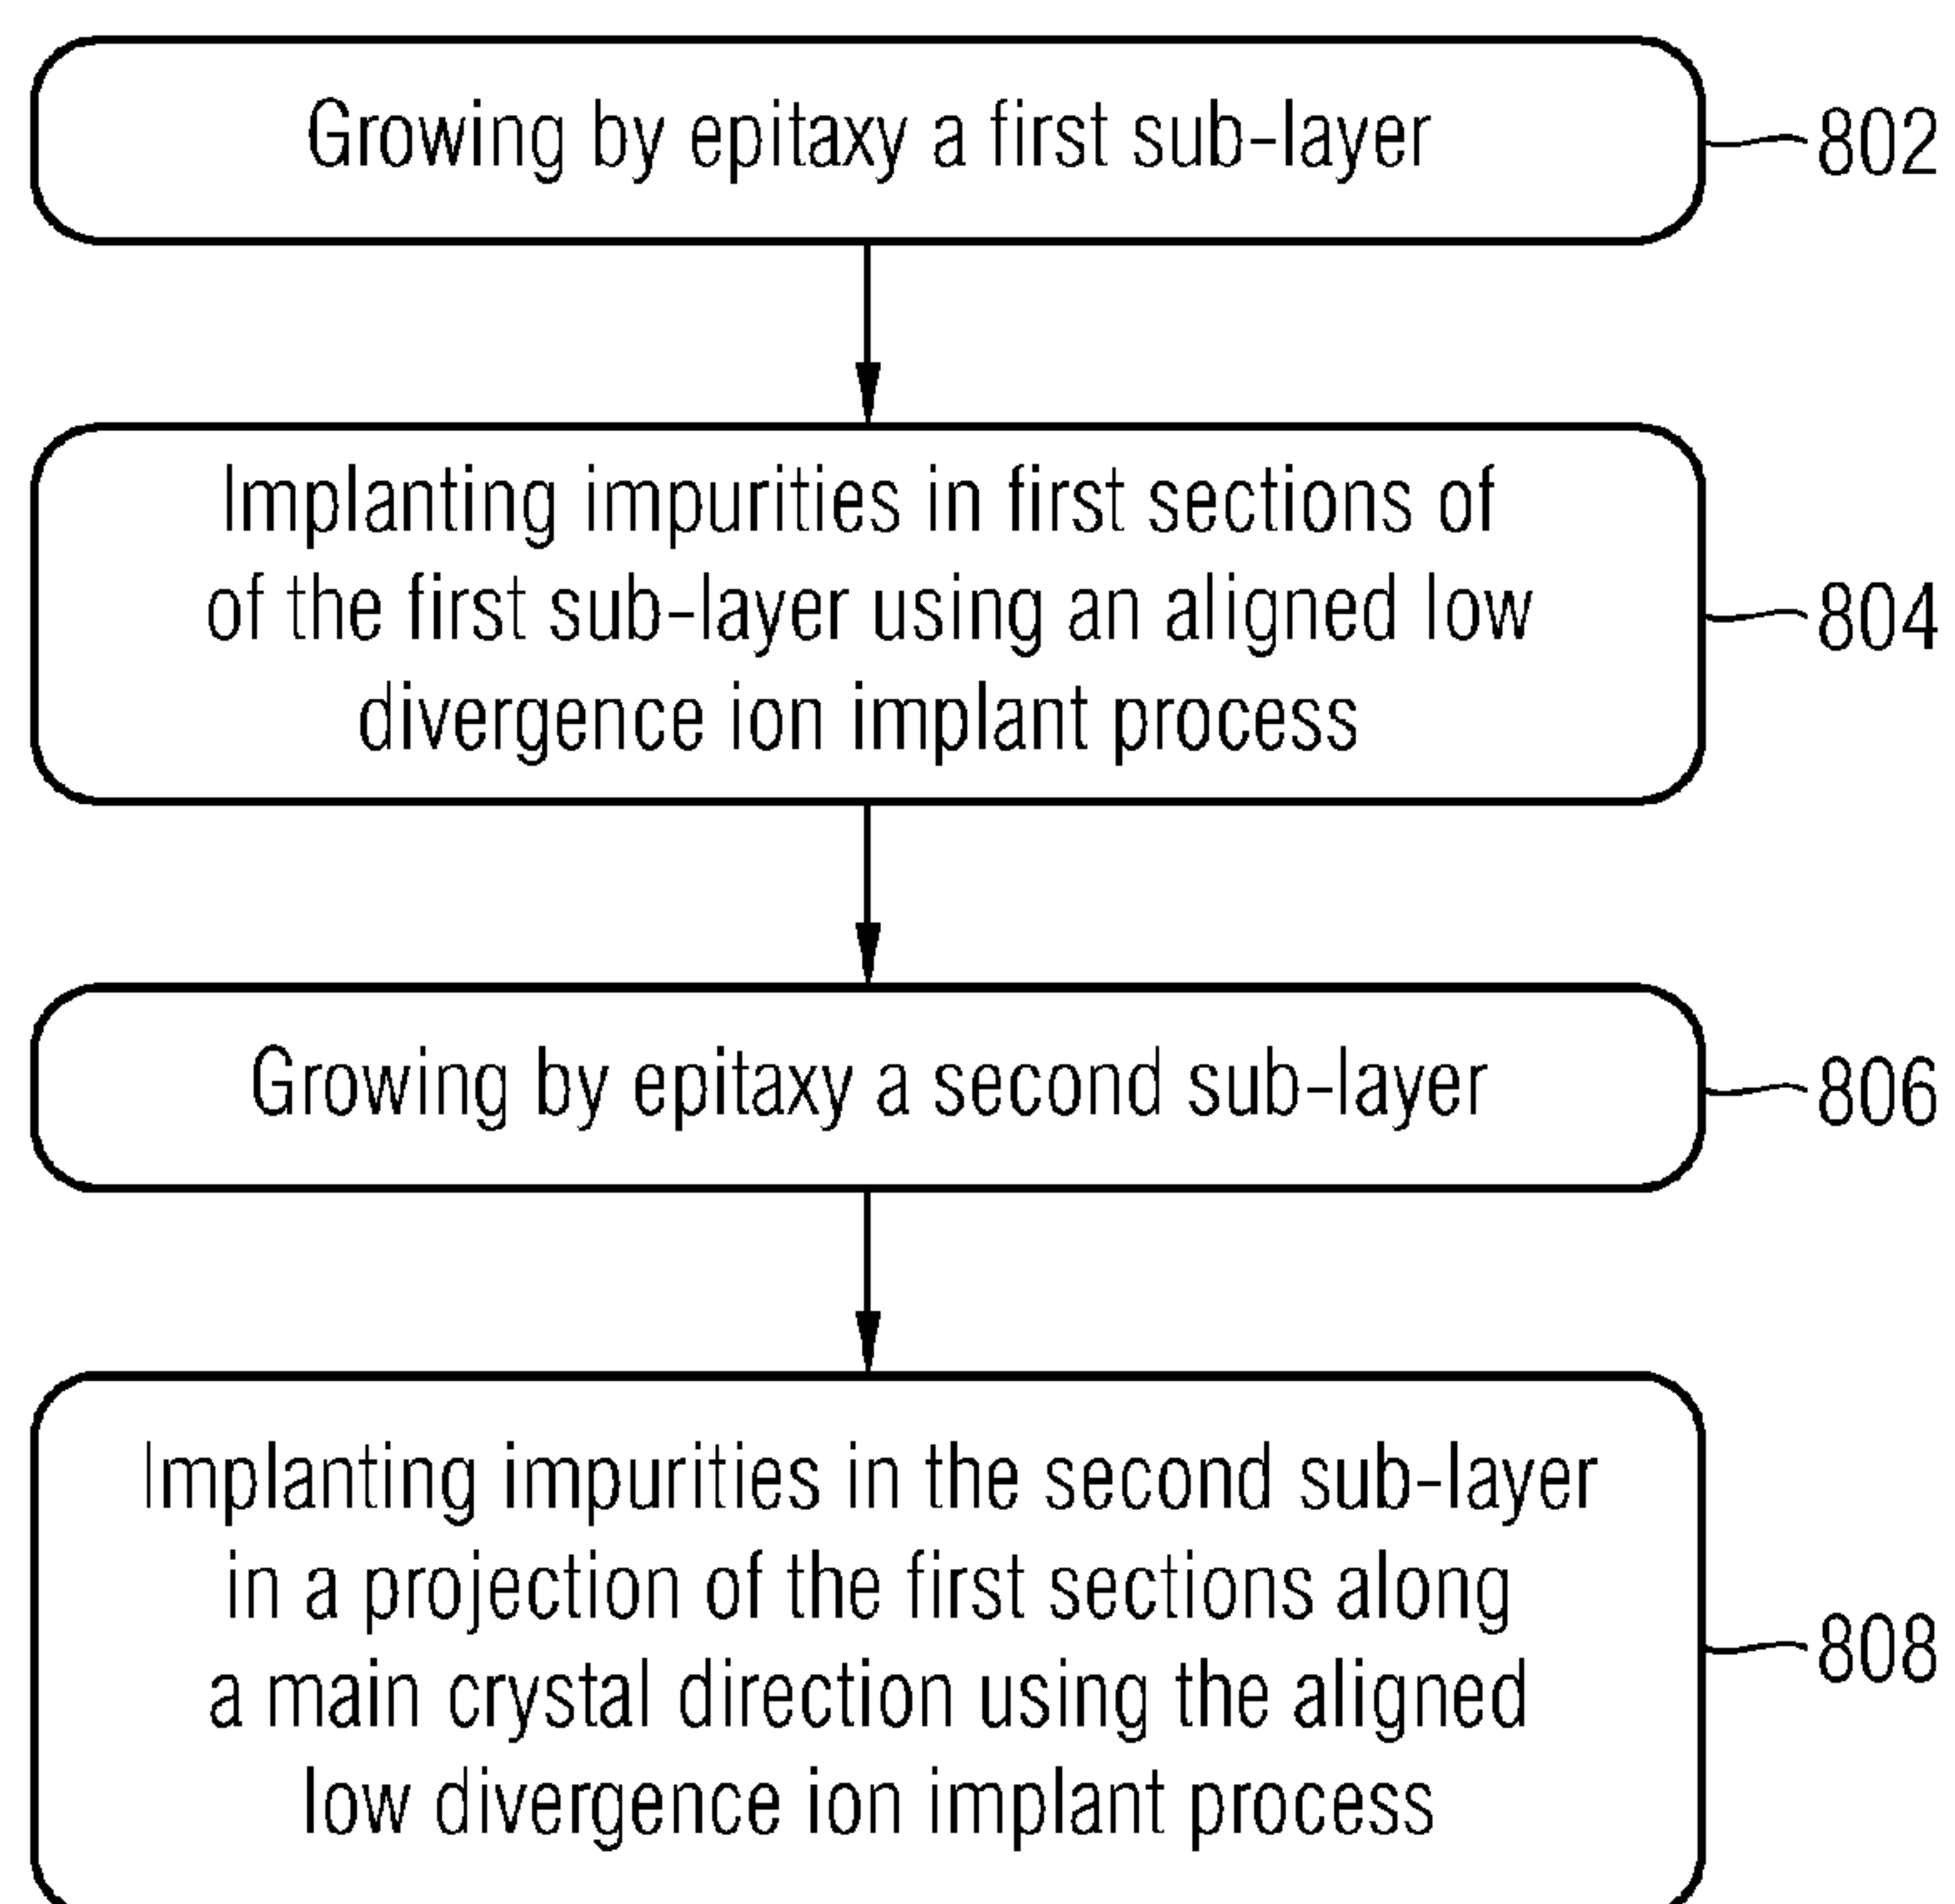 Growing by epitaxy a first sub-layer
802
Implanting impurities in first sections of
of the first sub-layer using an aligned low
divergence ion implant process
804
Growing by epitaxy a second sub-layer
806
Implanting impurities in the second sub-layer
in a projection of the first sections along
a main crystal direction using the aligned
low divergence ion implant process
808